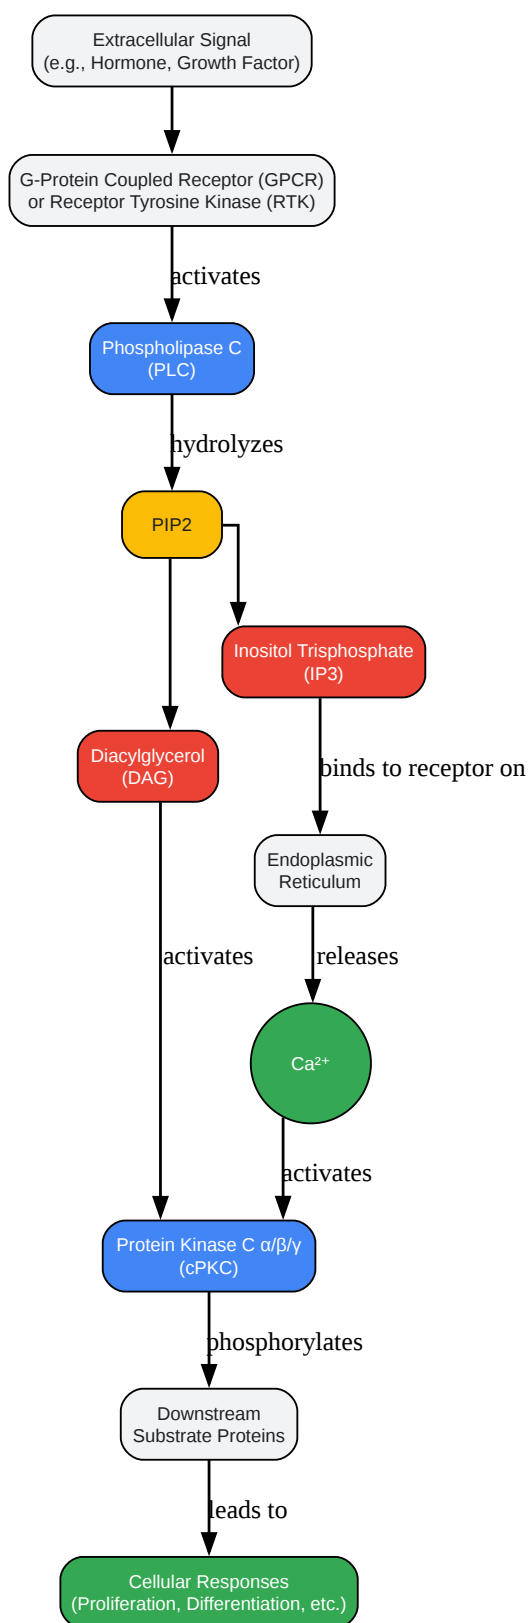 Extracellular Signal
(e.g., Hormone, Growth Factor)
G-Protein Coupled Receptor (GPCR)
or Receptor Tyrosine Kinase (RTK)
activates
Phospholipase C
(PLC)
hydrolyzes
PIP2
Inositol Trisphosphate
(IP3)
Diacylglycerol
(DAG)
binds to receptor on
Endoplasmic
Reticulum
activates
releases
Ca²⁺
activates
Protein Kinase C α/β/γ
(cPKC)
phosphorylates
Downstream
Substrate Proteins
leads to
Cellular Responses
(Proliferation, Differentiation, etc.)